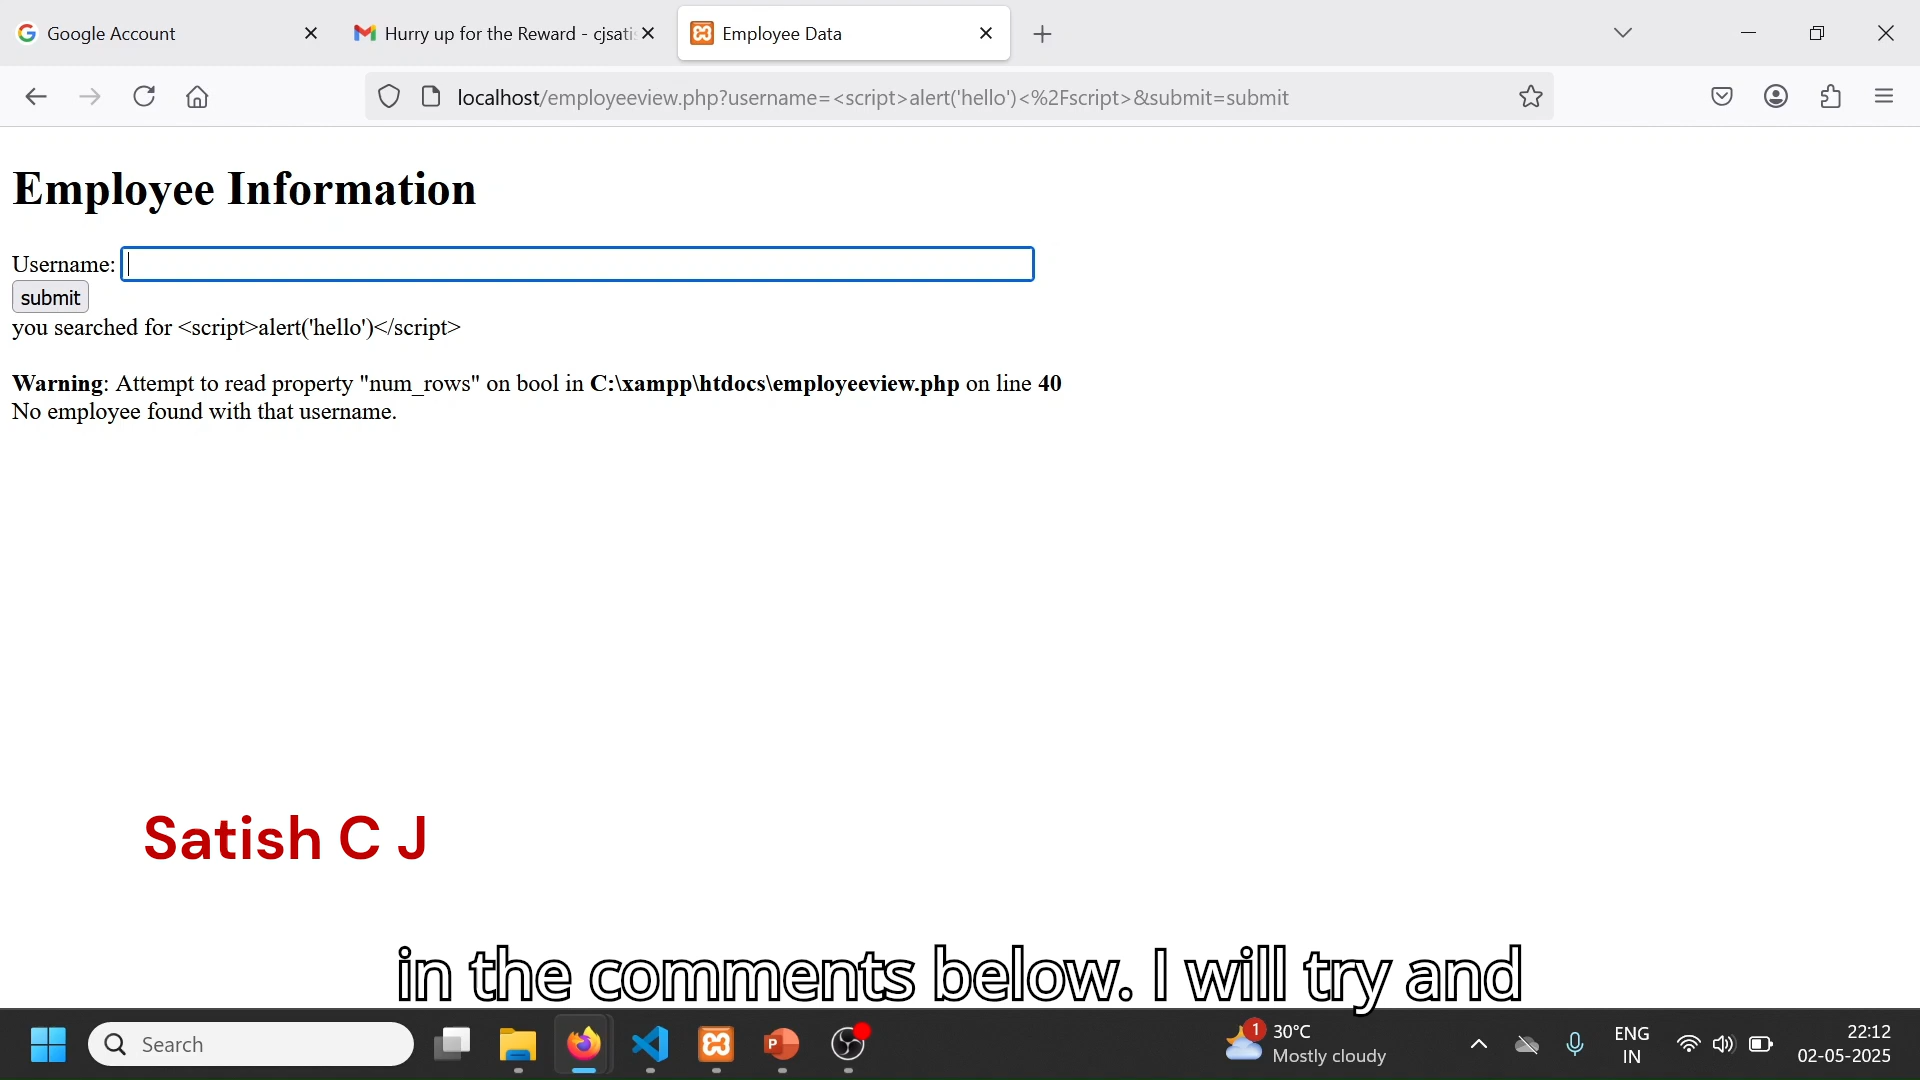 Google Account
Hurry up for the Reward - cjsatis
Employee Data
localhost/employeeview.php?username=<script>alert('hello')<%2Fscript>&submit=submit
Employee Information
Username:
submit
you searched for <script>alert('hello')</script>
Warning: Attempt to read property "num_rows" on bool in C:\xampp\htdocs\employeeview.php on line 40
No employee found with that username.
Satish C J
in the comments below. I will try and
Search
1
30°C
Mostly cloudy
ENG
IN
22:12
02-05-2025